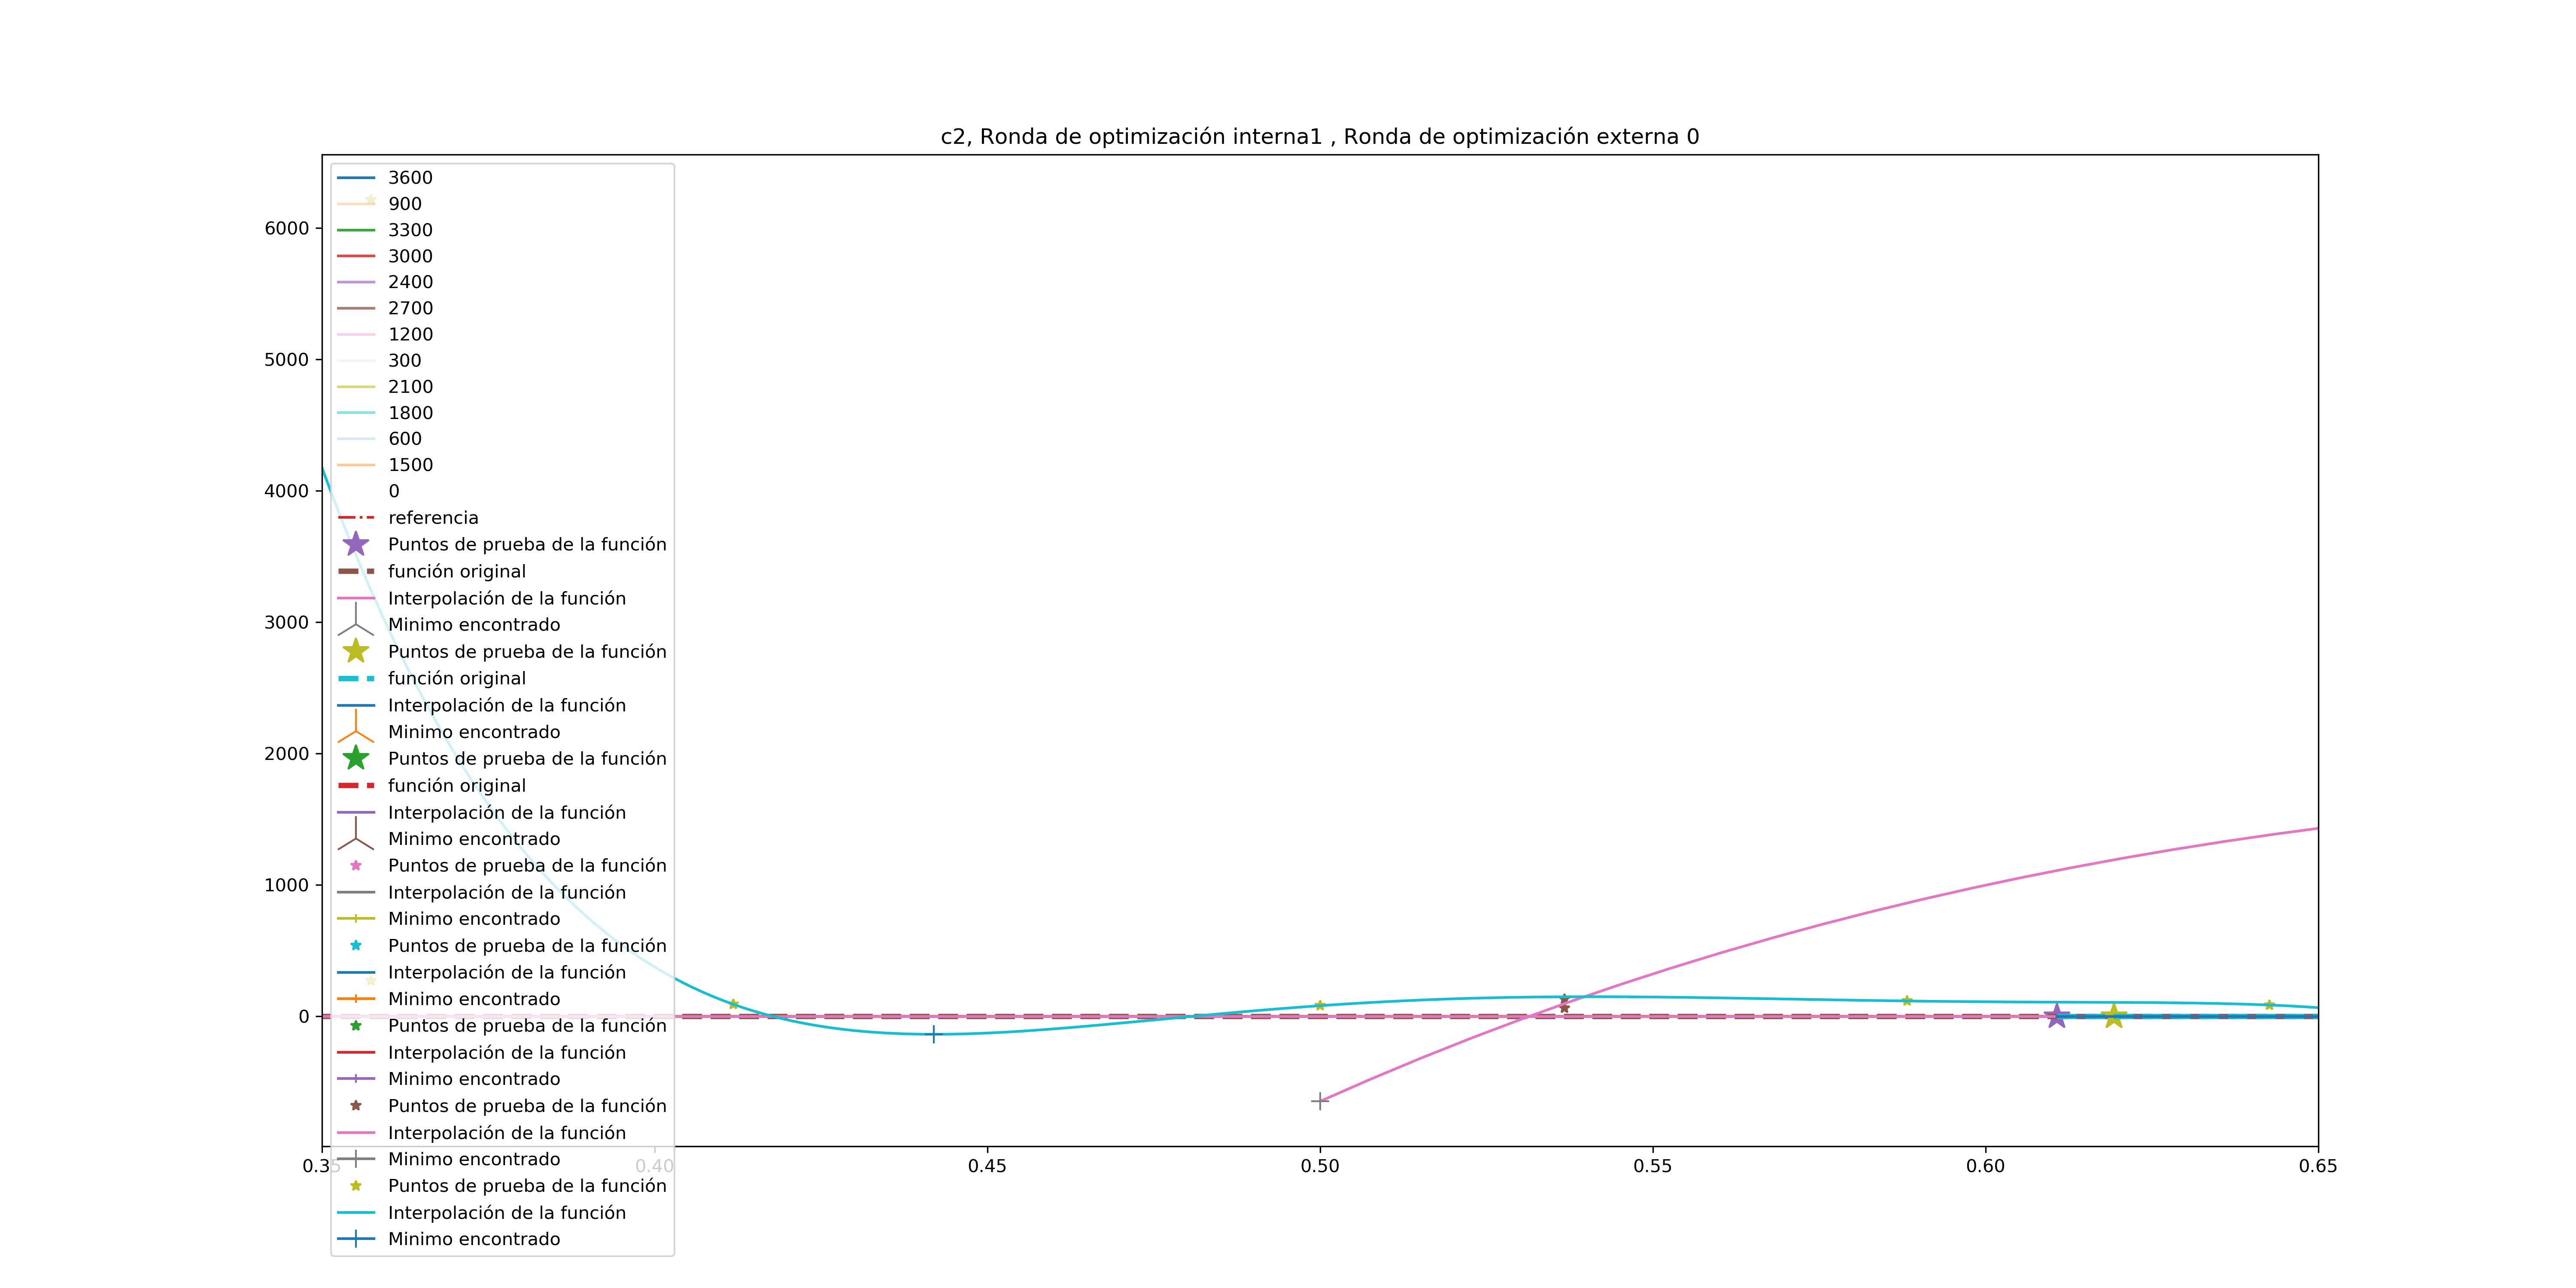 c2, Ronda de optimización interna1 , Ronda de optimización externa 0
6000
5000
4000
3000
2000
1000
0
3600
900
3300
3000
2400
2700
1200
300
2100
1800
600
1500
0
referencia
Puntos de prueba de la función
función original
Interpolación de la función
Minimo encontrado
Puntos de prueba de la función
función original
Interpolación de la función
Minimo encontrado
Puntos de prueba de la función
función original
Interpolación de la función
Minimo encontrado
Puntos de prueba de la función
Interpolación de la función
Minimo encontrado
Puntos de prueba de la función
Interpolación de la función
Minimo encontrado
Puntos de prueba de la función
Interpolación de la función
Minimo encontrado
Puntos de prueba de la función
Interpolación de la función
Minimo encontrado
Puntos de prueba de la función
Interpolación de la función
Minimo encontrado
0.35 0.40 0.45 0.50 0.55 0.60 0.65